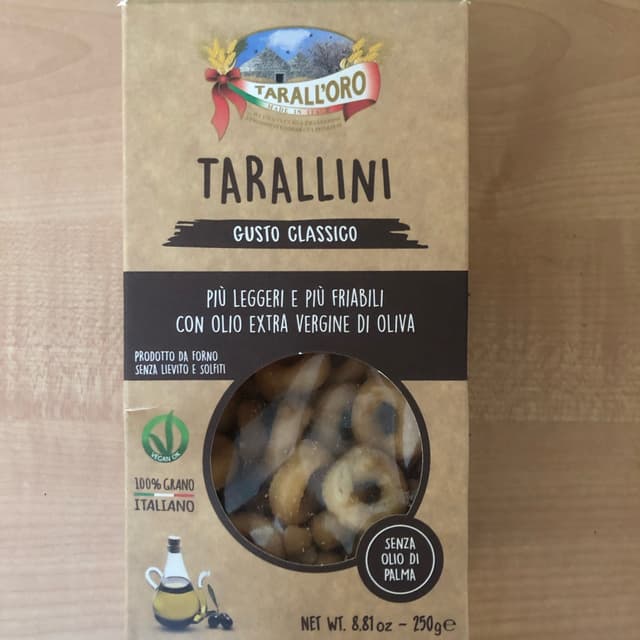 TARALL'ORO
MADE IN ITALY
TARALLINI
GUSTO CLASSICO
PIÙ LEGGERI E PIÙ FRIABILI
CON OLIO EXTRA VERGINE DI OLIVA
PRODOTTO DA FORNO
SENZA LIEVITO E SOLFITI
VEGAN OK
100% GRANO
ITALIANO
SENZA
OLIO DI
PALMA
NET WT. 8.81 oz - 250g℮